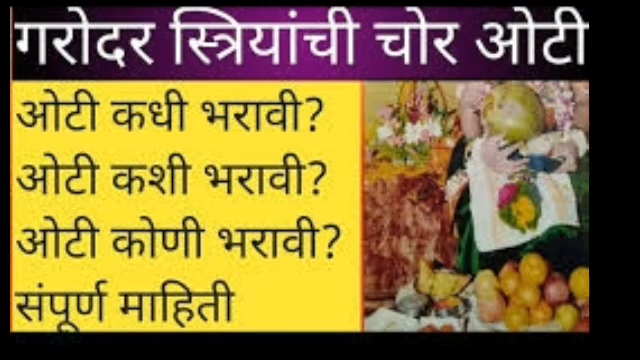 गरोदर स्त्रियांची चोर ओटी
ओटी कधी भरावी?
ओटी कशी भरावी?
ओटी कोणी भरावी?
संपूर्ण माहिती